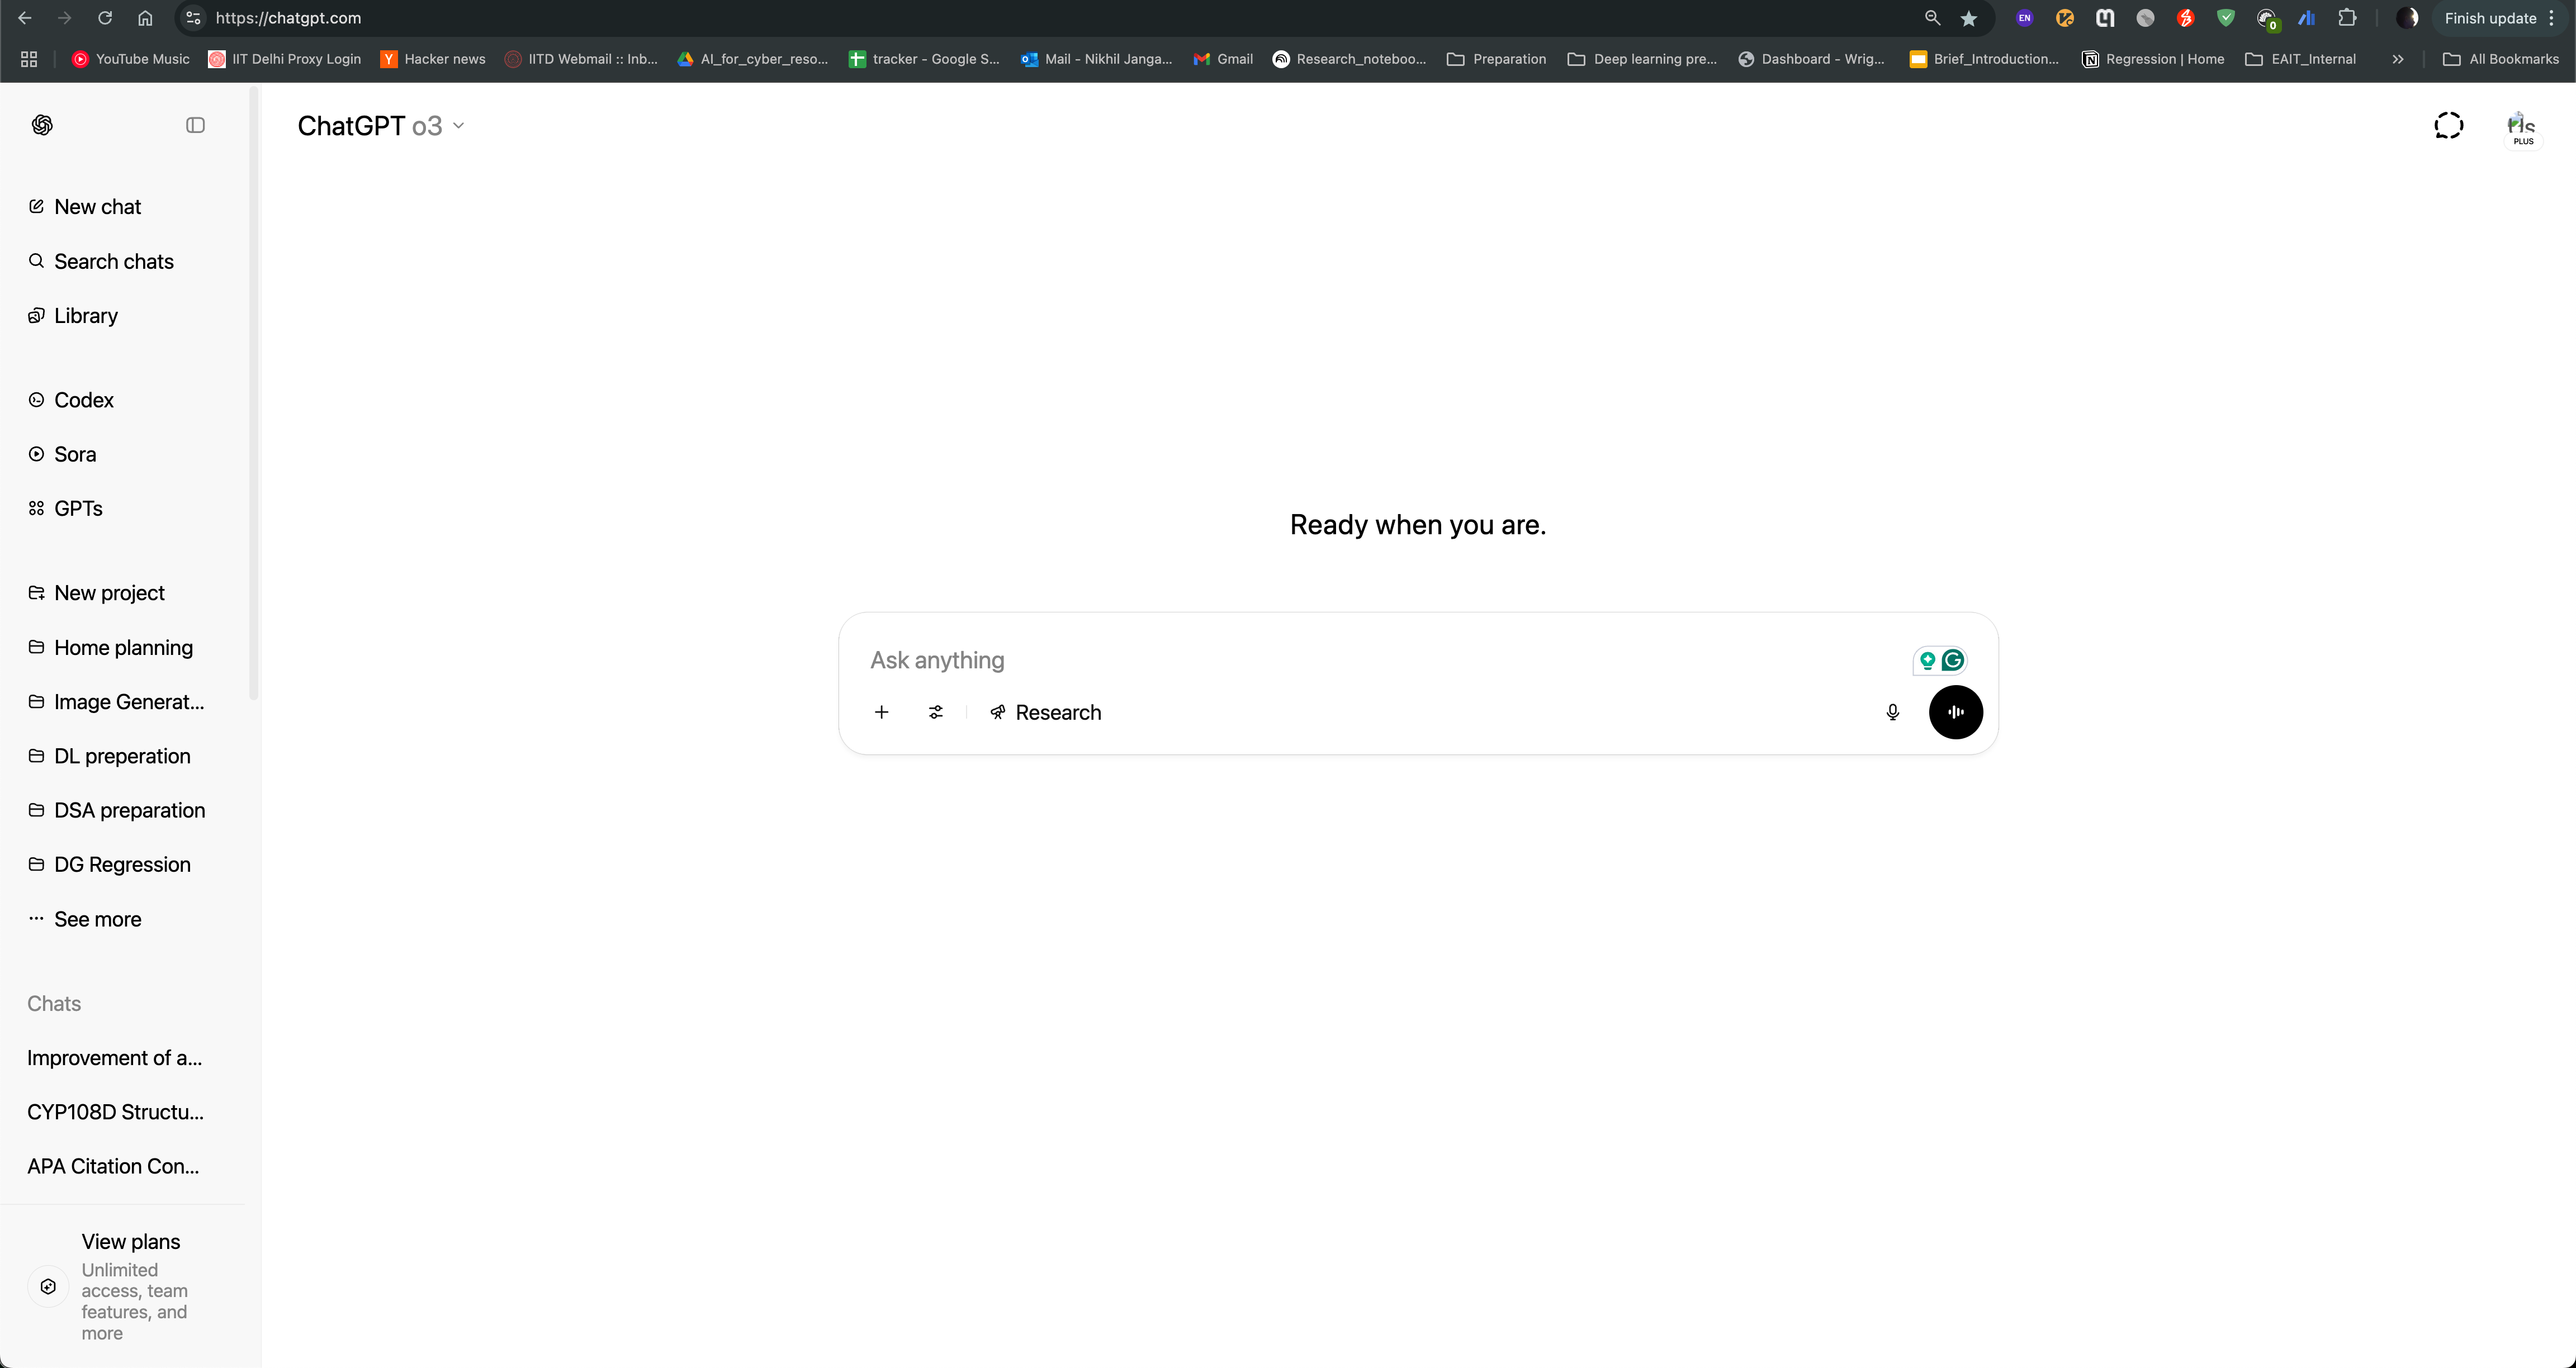 https://chatgpt.com
EN
0
Finish update
YouTube Music
IIT Delhi Proxy Login
Y Hacker news
IITD Webmail :: Inb...
AI_for_cyber_reso...
tracker - Google S...
Mail - Nikhil Janga...
Gmail
Research_noteboo...
Preparation
Deep learning pre...
Dashboard - Wrig...
Brief_Introduction...
Regression | Home
EAIT_Internal
All Bookmarks
ChatGPT o3
PLUS
New chat
Search chats
Library
Codex
Sora
GPTs
New project
Home planning
Image Generat...
DL preperation
DSA preparation
DG Regression
See more
Chats
Improvement of a...
CYP108D Structu...
APA Citation Con...
View plans
Unlimited
access, team
features, and
more
Ready when you are.
Ask anything
Research